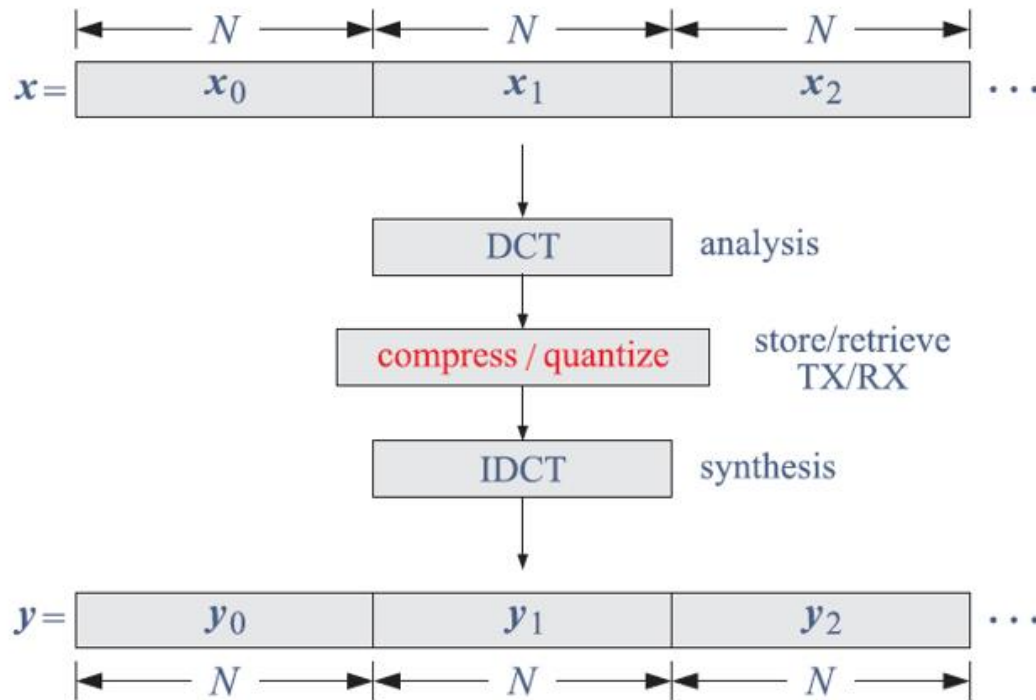 N N N
x = x0 x1 x2 ...
DCT analysis
compress / quantize store/retrieve
TX/RX
IDCT synthesis
y = y0 y1 y2 ...
N N N